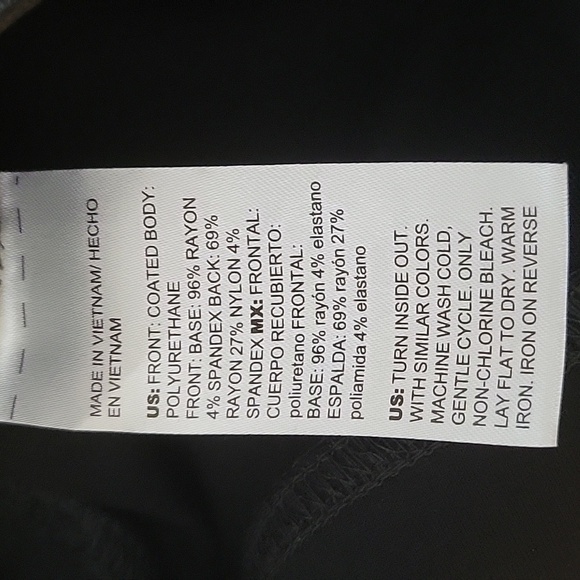 MADE IN VIETNAM/ HECHO
EN VIETNAM
US: FRONT: COATED BODY:
POLYURETHANE
FRONT: BASE: 96% RAYON
4% SPANDEX BACK: 69%
RAYON 27% NYLON 4%
SPANDEX MX: FRONTAL:
CUERPO RECUBIERTO:
poliuretano FRONTAL:
BASE: 96% rayón 4% elastano
ESPALDA: 69% rayón 27%
poliamida 4% elastano
US: TURN INSIDE OUT.
WITH SIMILAR COLORS.
MACHINE WASH COLD,
GENTLE CYCLE. ONLY
NON-CHLORINE BLEACH.
LAY FLAT TO DRY. WARM
IRON. IRON ON REVERSE